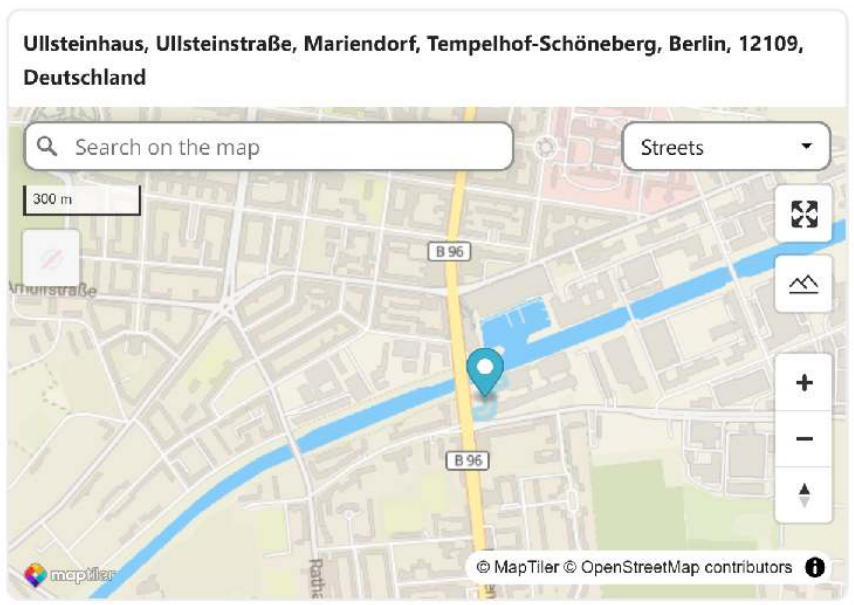 Ullsteinhaus, Ullsteinstraße, Mariendorf, Tempelhof-Schöneberg, Berlin, 12109,
Deutschland
Search on the map
Streets
300 m
B 96
Arnulfstraße
B 96
maptiler
© MapTiler © OpenStreetMap contributors